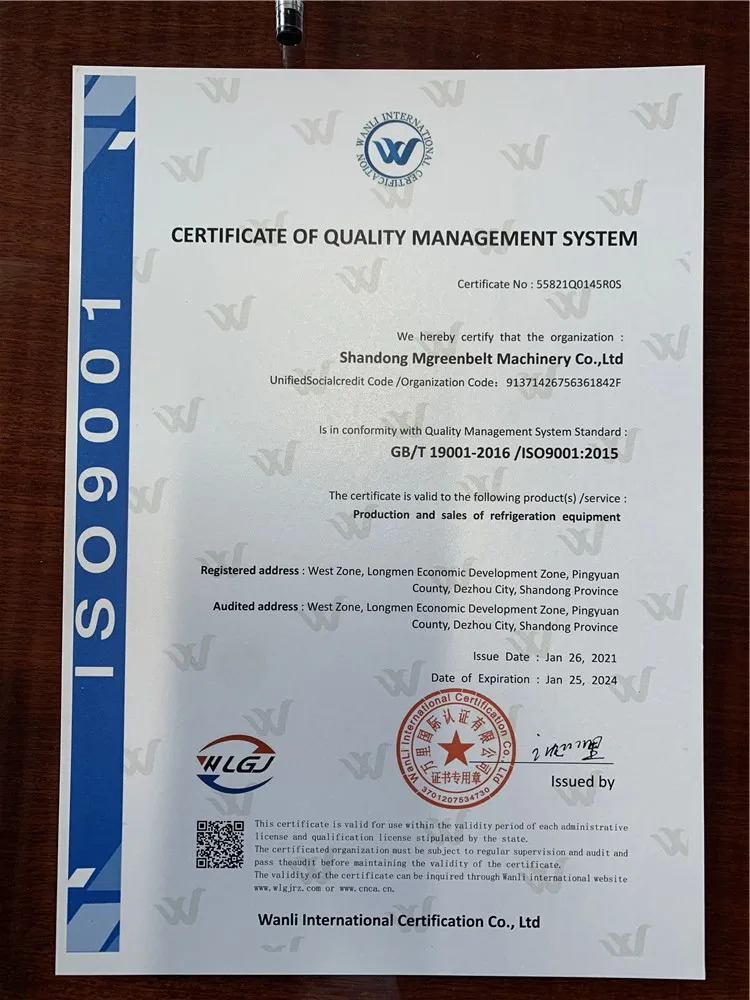 WANLI INTERNATIONAL CERTIFICATION
W
CERTIFICATE OF QUALITY MANAGEMENT SYSTEM
Certificate No : 55821Q0145R0S
We hereby certify that the organization :
Shandong Mgreenbelt Machinery Co.,Ltd
UnifiedSocialcredit Code /Organization Code: 91371426756361842F
Is in conformity with Quality Management System Standard :
GB/T 19001-2016 /ISO9001:2015
The certificate is valid to the following product(s) /service :
Production and sales of refrigeration equipment
Registered address : West Zone, Longmen Economic Development Zone, Pingyuan
County, Dezhou City, Shandong Province
Audited address : West Zone, Longmen Economic Development Zone, Pingyuan
County, Dezhou City, Shandong Province
Issue Date : Jan 26, 2021
Date of Expiration : Jan 25, 2024
ISO9001
WLGJ
WanLi International Certification Co., Ltd
万里国际认证有限公司
证书专用章
3701207534730
Issued by
This certificate is valid for use within the validity period of each administrative
license and qualification license stipulated by the state.
The certificated organization must be subject to regular supervision and audit and
pass theaudit before maintaining the validity of the certificate.
The validity of the certificate can be inquired through Wanli international website
www.wlgjrz.com or www.cnca.cn.
Wanli International Certification Co., Ltd